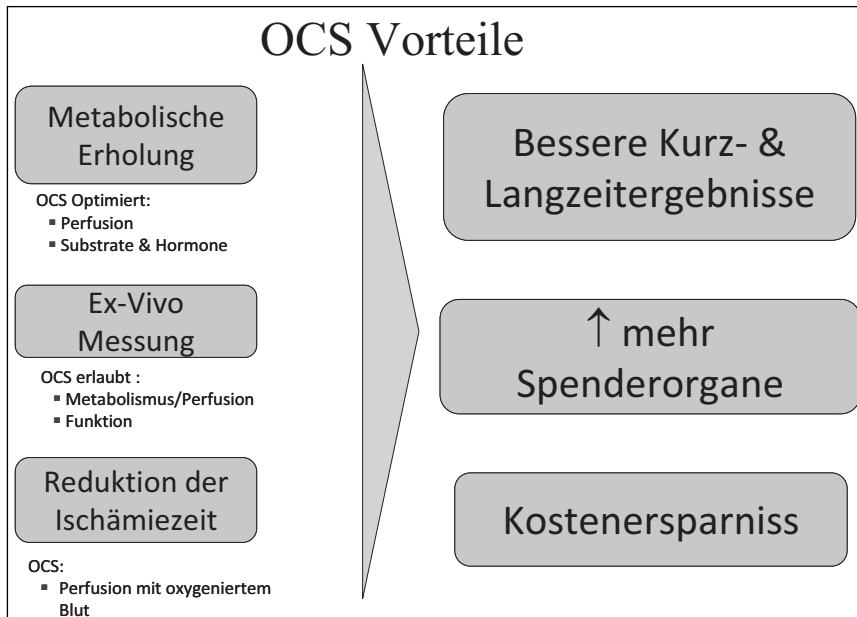 OCS Vorteile
Metabolische
Erholung
OCS Optimiert:
▪ Perfusion
▪ Substrate & Hormone
Ex-Vivo
Messung
OCS erlaubt :
▪ Metabolismus/Perfusion
▪ Funktion
Reduktion der
Ischämiezeit
OCS:
▪ Perfusion mit oxygeniertem
Blut
Bessere Kurz- &
Langzeitergebnisse
↑ mehr
Spenderorgane
Kostenersparniss